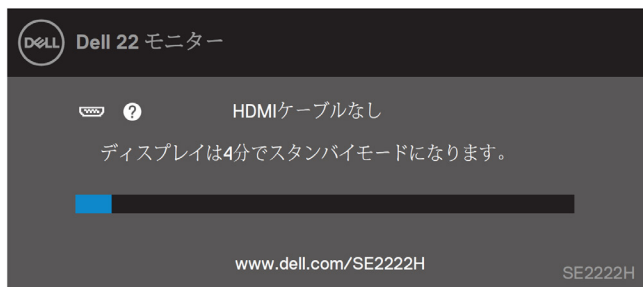 DELL Dell 22 モニター
? HDMIケーブルなし
ディスプレイは4分でスタンバイモードになります。
www.dell.com/SE2222H
SE2222H